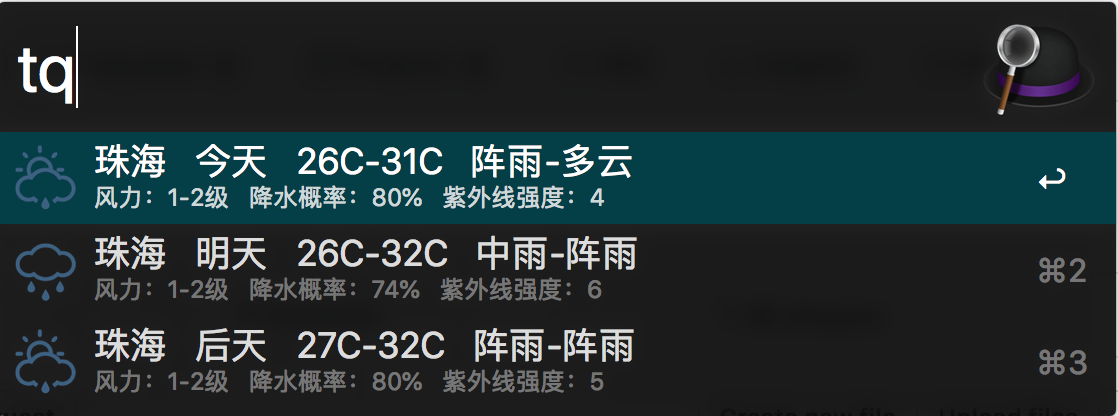 tq
珠海 今天 26C-31C 阵雨-多云
风力：1-2级 降水概率：80% 紫外线强度：4
珠海 明天 26C-32C 中雨-阵雨
风力：1-2级 降水概率：74% 紫外线强度：6
⌘2
珠海 后天 27C-32C 阵雨-阵雨
风力：1-2级 降水概率：80% 紫外线强度：5
⌘3